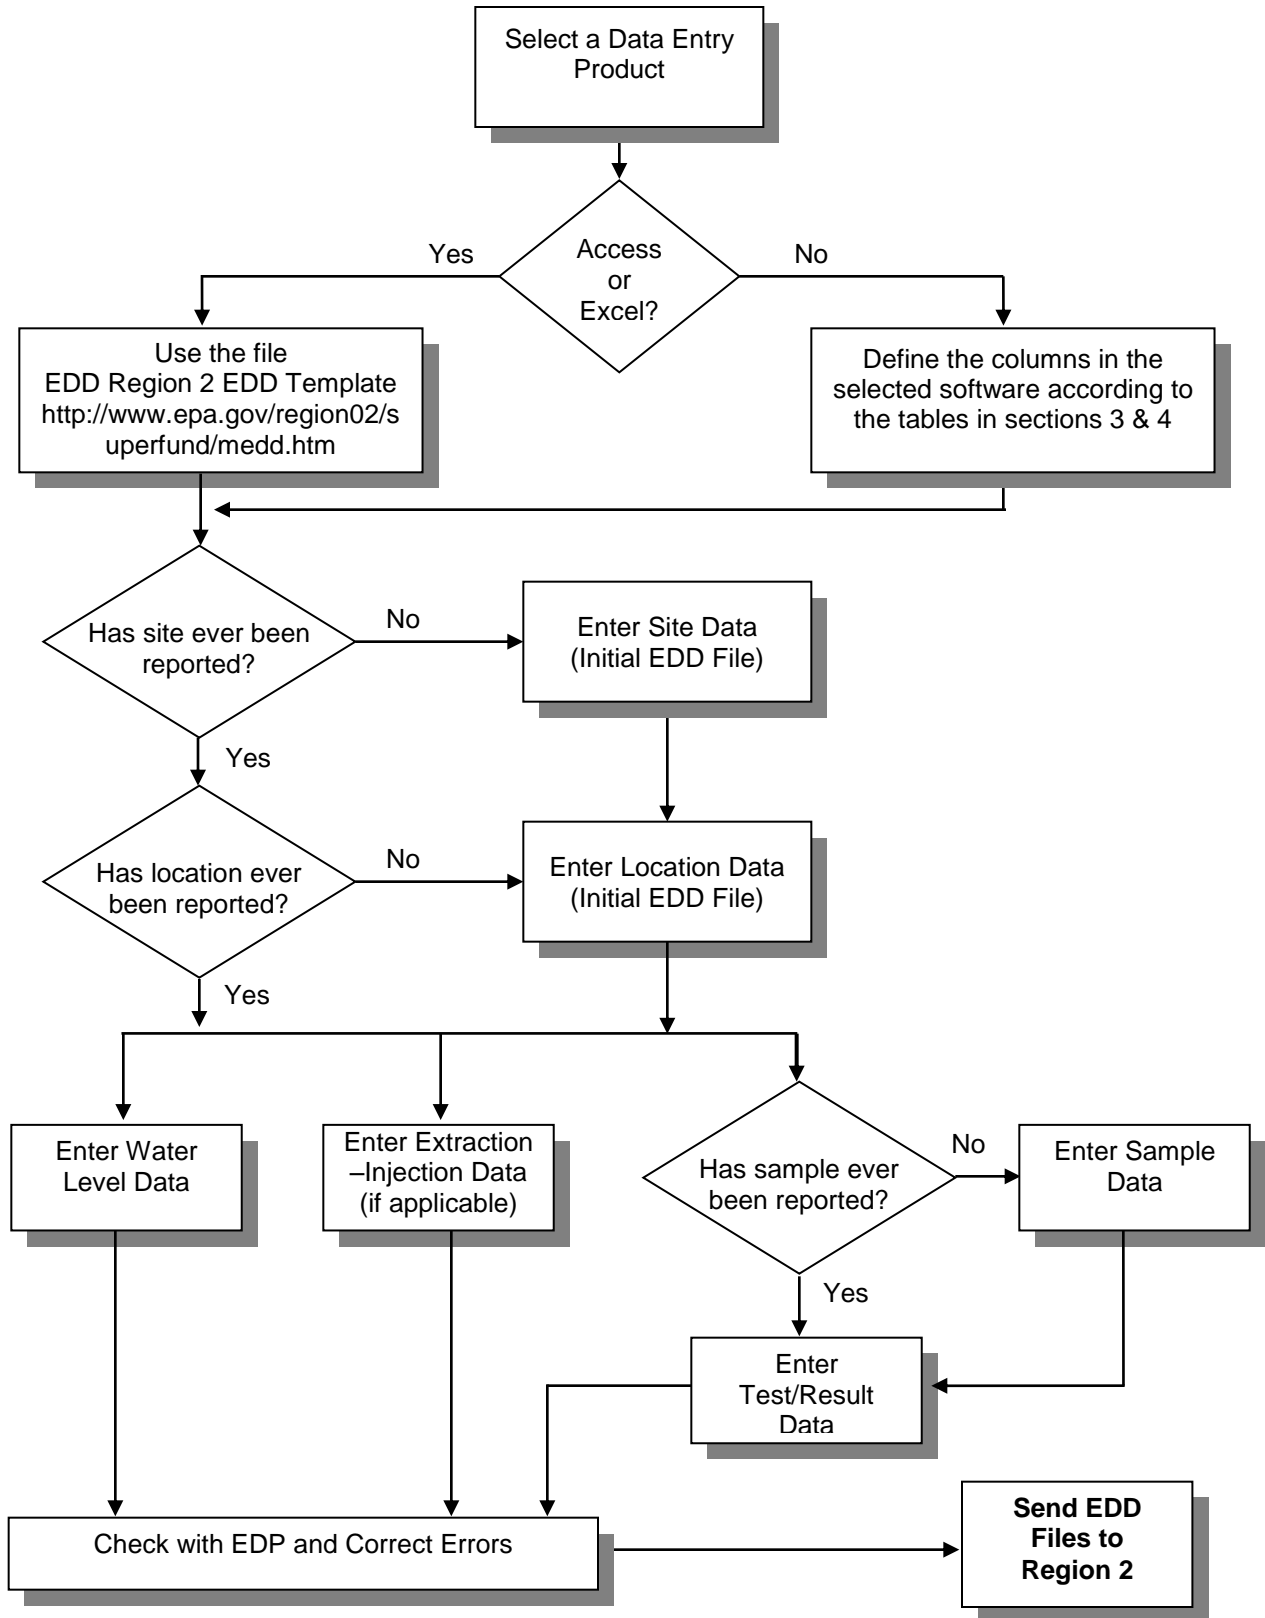 Select a Data Entry
Product
Access
or
Excel?
Yes
No
Use the file
EDD Region 2 EDD Template
http://www.epa.gov/region02/s
uperfund/medd.htm
Define the columns in the
selected software according to
the tables in sections 3 & 4
Has site ever been
reported?
No
Enter Site Data
(Initial EDD File)
Yes
Has location ever
been reported?
No
Enter Location Data
(Initial EDD File)
Yes
Enter Water
Level Data
Enter Extraction
–Injection Data
(if applicable)
Has sample ever
been reported?
No
Enter Sample
Data
Yes
Enter
Test/Result
Data
Check with EDP and Correct Errors
Send EDD
Files to
Region 2